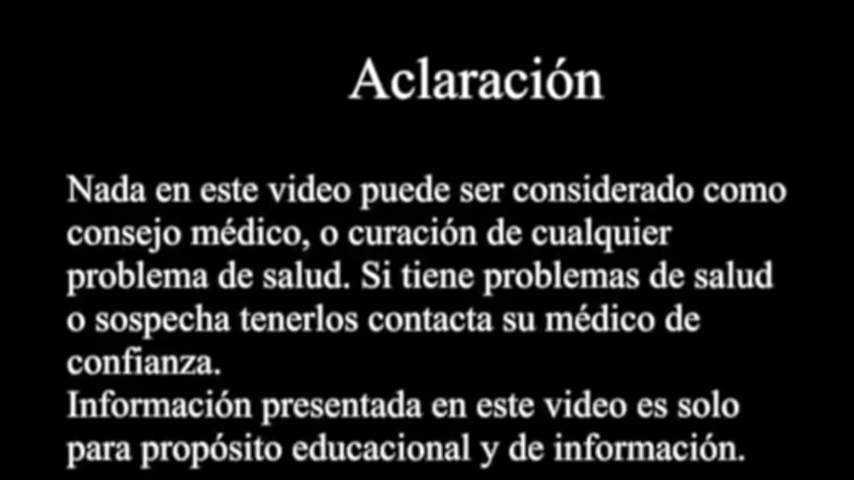 Aclaración
Nada en este video puede ser considerado como
consejo médico, o curación de cualquier
problema de salud. Si tiene problemas de salud
o sospecha tenerlos contacta su médico de
confianza.
Información presentada en este video es solo
para propósito educacional y de información.